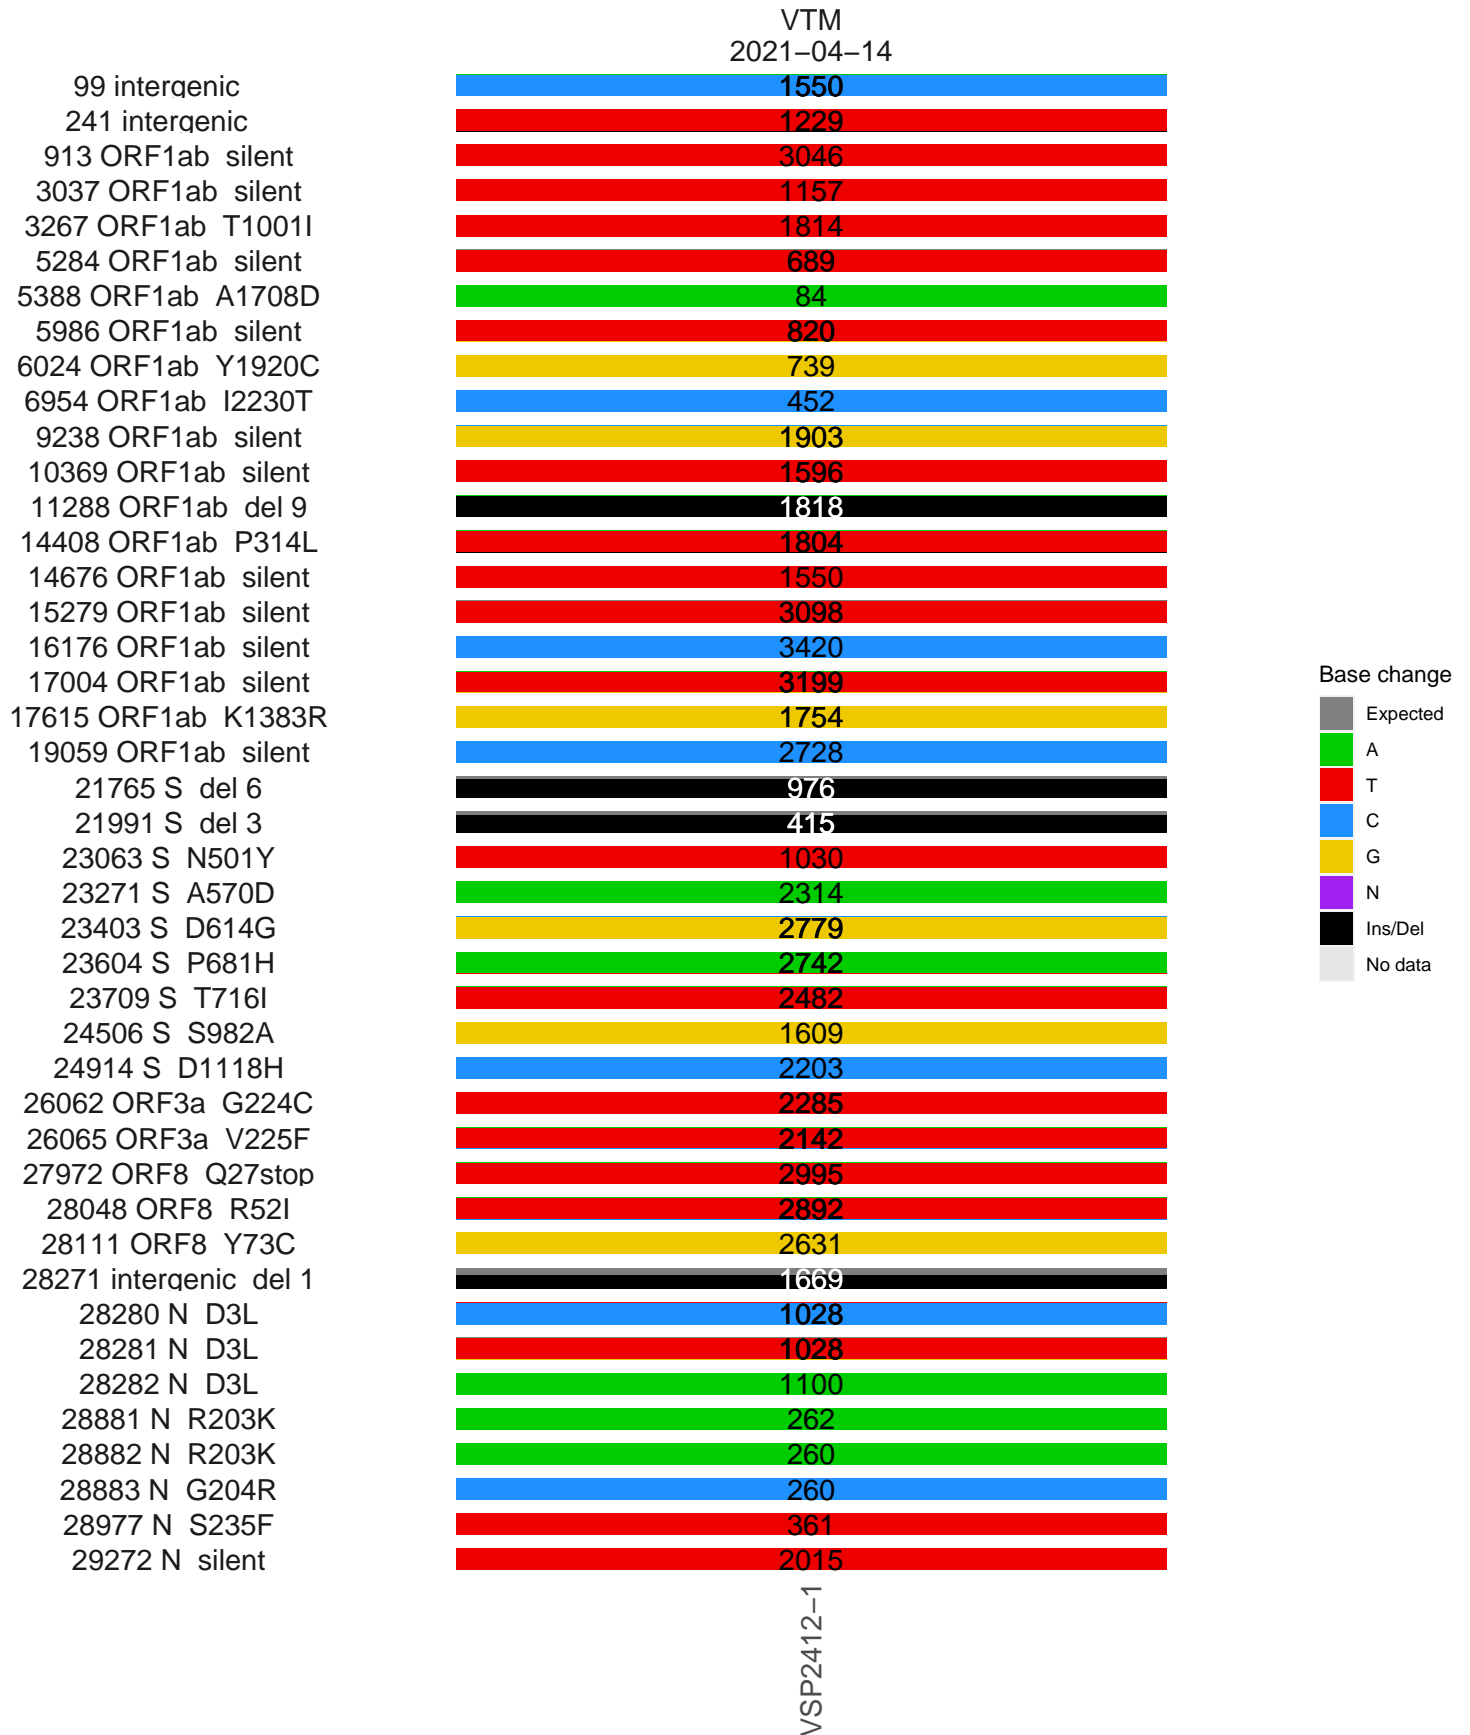 VTM
2021−04−14
99 intergenic 1550
241 intergenic 1229
913 ORF1ab silent 3046
3037 ORF1ab silent 1157
3267 ORF1ab T1001I 1814
5284 ORF1ab silent 689
5388 ORF1ab A1708D 84
5986 ORF1ab silent 820
6024 ORF1ab Y1920C 739
6954 ORF1ab I2230T 452
9238 ORF1ab silent 1903
10369 ORF1ab silent 1596
11288 ORF1ab del 9 1818
14408 ORF1ab P314L 1804
14676 ORF1ab silent 1550
15279 ORF1ab silent 3098
16176 ORF1ab silent 3420
17004 ORF1ab silent 3199
17615 ORF1ab K1383R 1754
19059 ORF1ab silent 2728
21765 S del 6 976
21991 S del 3 415
23063 S N501Y 1030
23271 S A570D 2314
23403 S D614G 2779
23604 S P681H 2742
23709 S T716I 2482
24506 S S982A 1609
24914 S D1118H 2203
26062 ORF3a G224C 2285
26065 ORF3a V225F 2142
27972 ORF8 Q27stop 2995
28048 ORF8 R52I 2892
28111 ORF8 Y73C 2631
28271 intergenic del 1 1669
28280 N D3L 1028
28281 N D3L 1028
28282 N D3L 1100
28881 N R203K 262
28882 N R203K 260
28883 N G204R 260
28977 N S235F 361
29272 N silent 2015
VSP2412−1
Base change
Expected
A
T
C
G
N
Ins/Del
No data